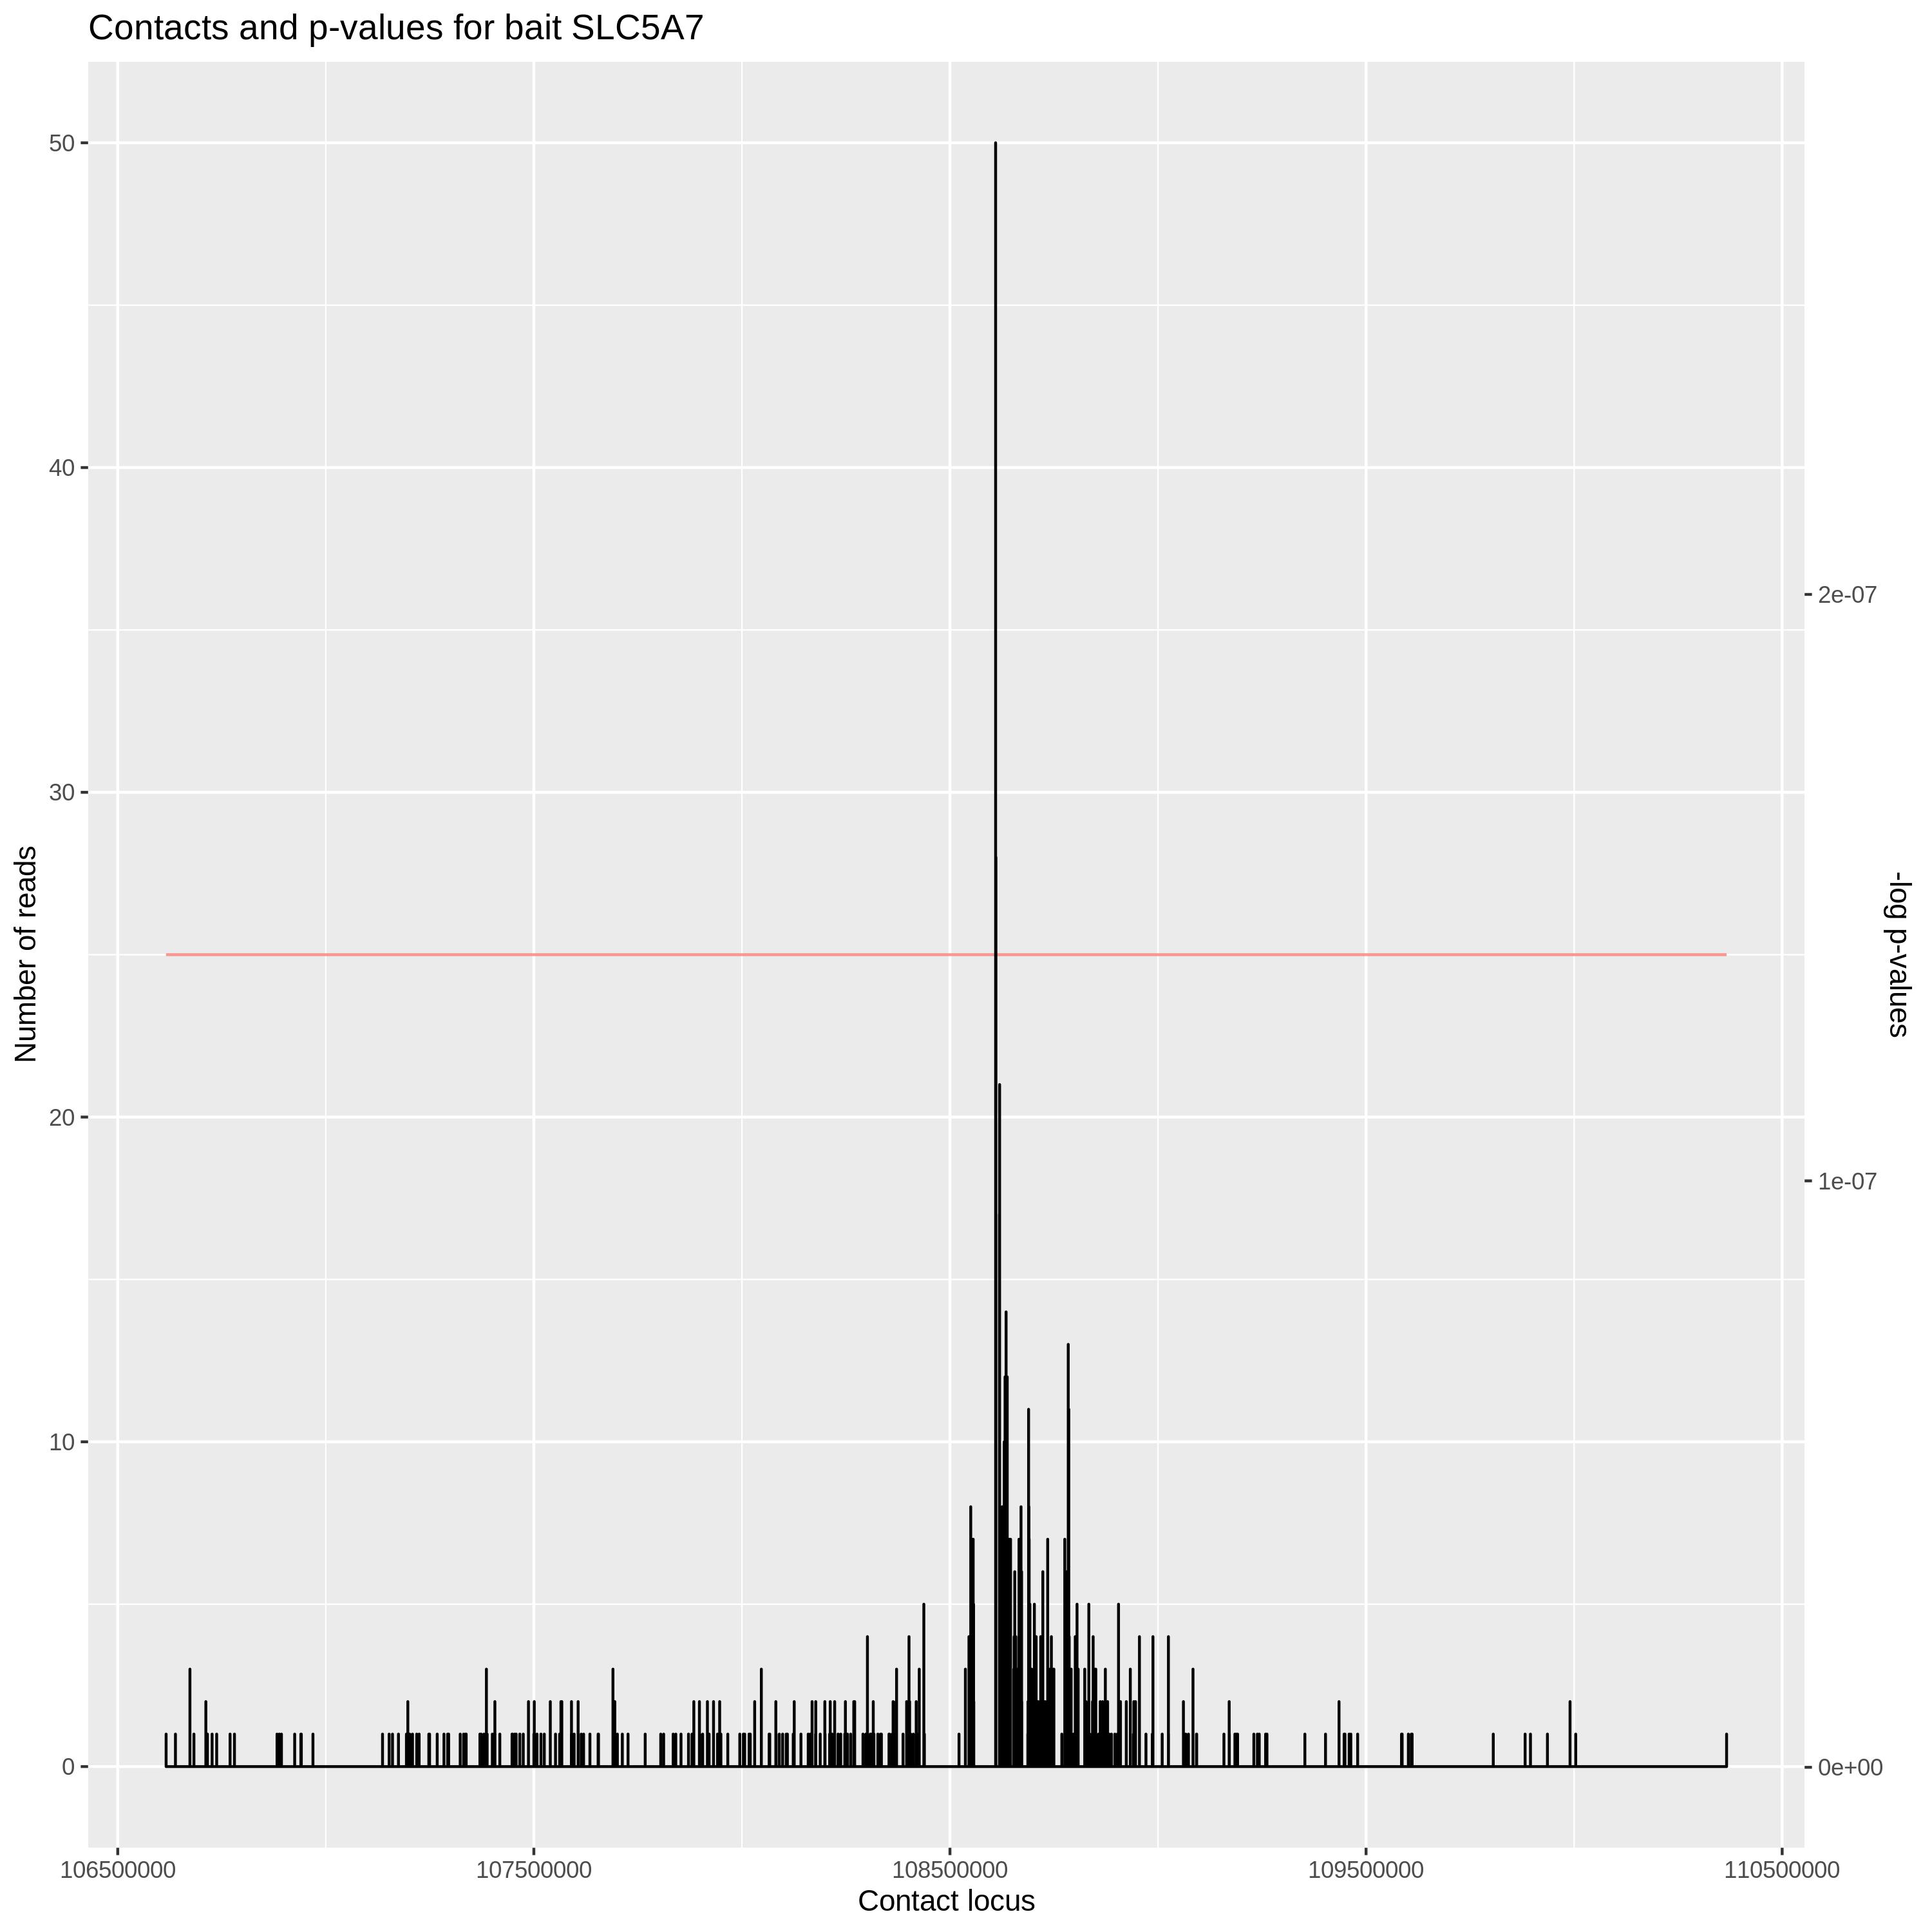 Contacts and p-values for bait SLC5A7
50
40
30
20
10
0
Number of reads
2e-07
1e-07
0e+00
-log p-values
106500000
107500000
108500000
109500000
110500000
Contact locus